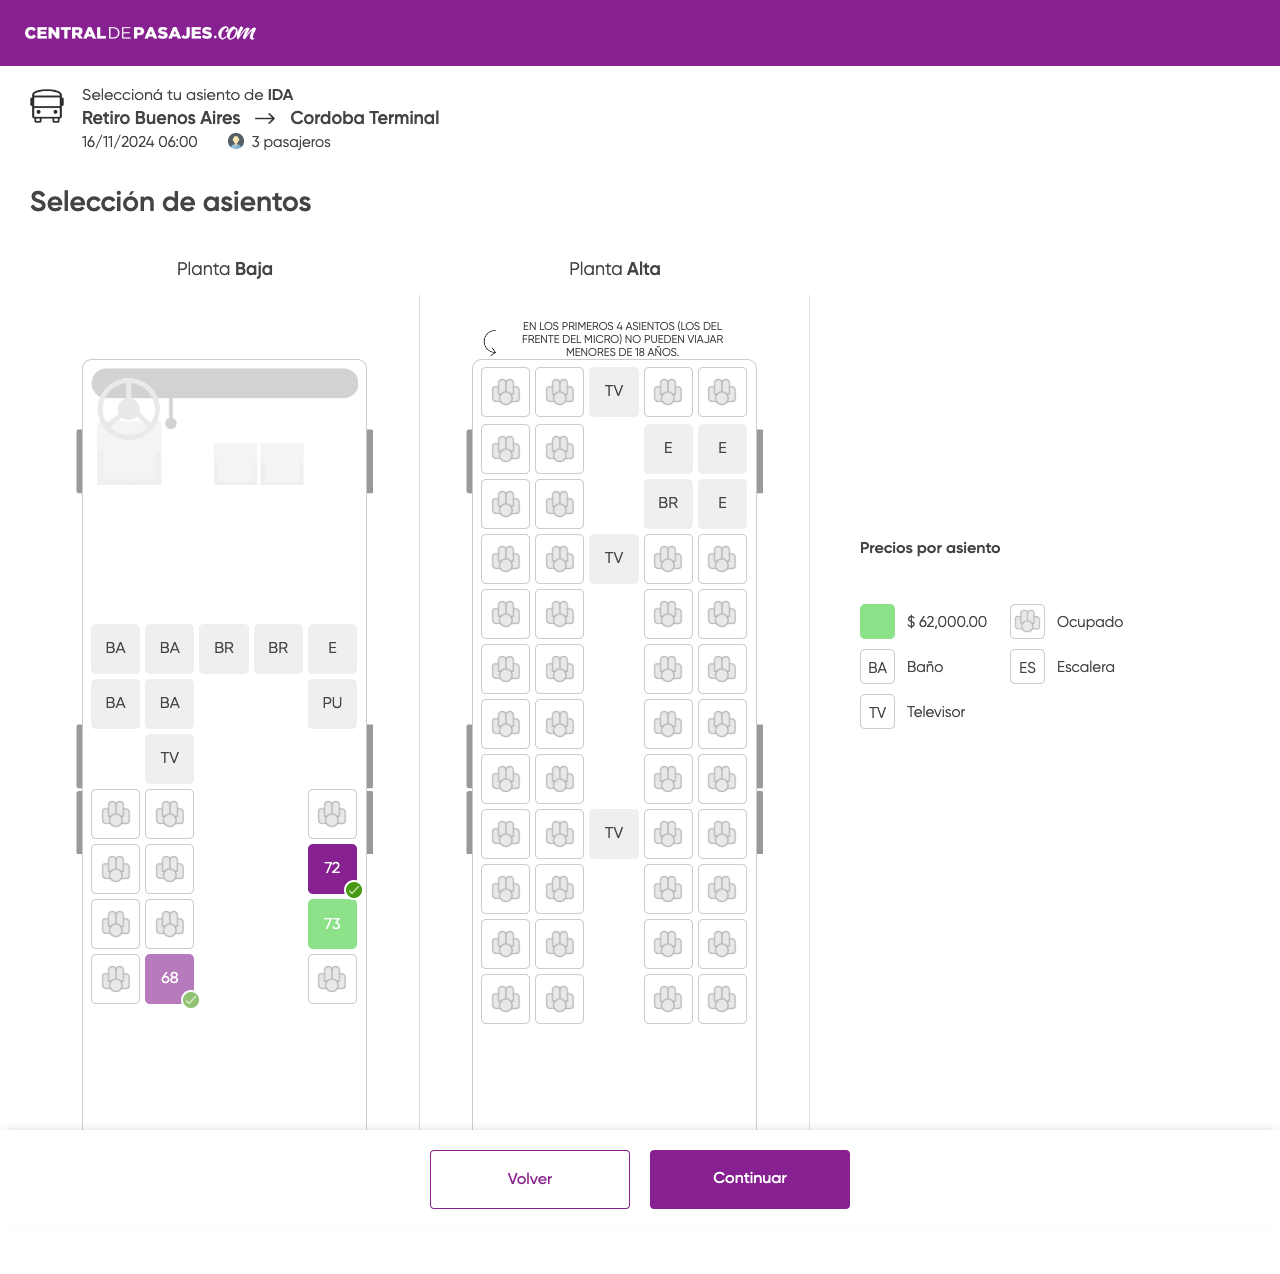 CENTRALDEPASAJES.com
Seleccioná tu asiento de IDA
Retiro Buenos Aires → Cordoba Terminal
16/11/2024 06:00 3 pasajeros
Selección de asientos
Planta Baja
BA BA BR BR E
BA BA PU
TV
72
73
68
Planta Alta
EN LOS PRIMEROS 4 ASIENTOS (LOS DEL
FRENTE DEL MICRO) NO PUEDEN VIAJAR
MENORES DE 18 AÑOS.
TV
E E
BR E
TV
TV
Precios por asiento
$ 62,000.00 Ocupado
BA Baño ES Escalera
TV Televisor
Volver Continuar